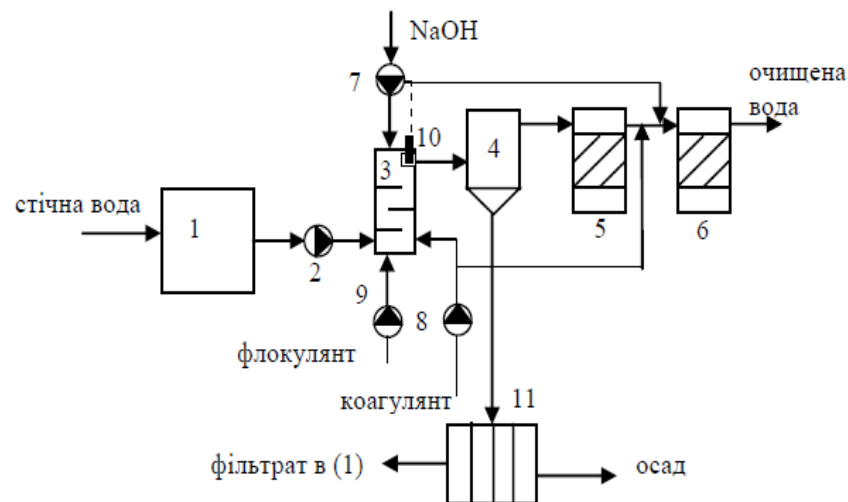 NaOH
7
очищена
вода
10
3
4
стічна вода
1
5
6
2
9
8
флокулянт
коагулянт
11
фільтрат в (1)
осад